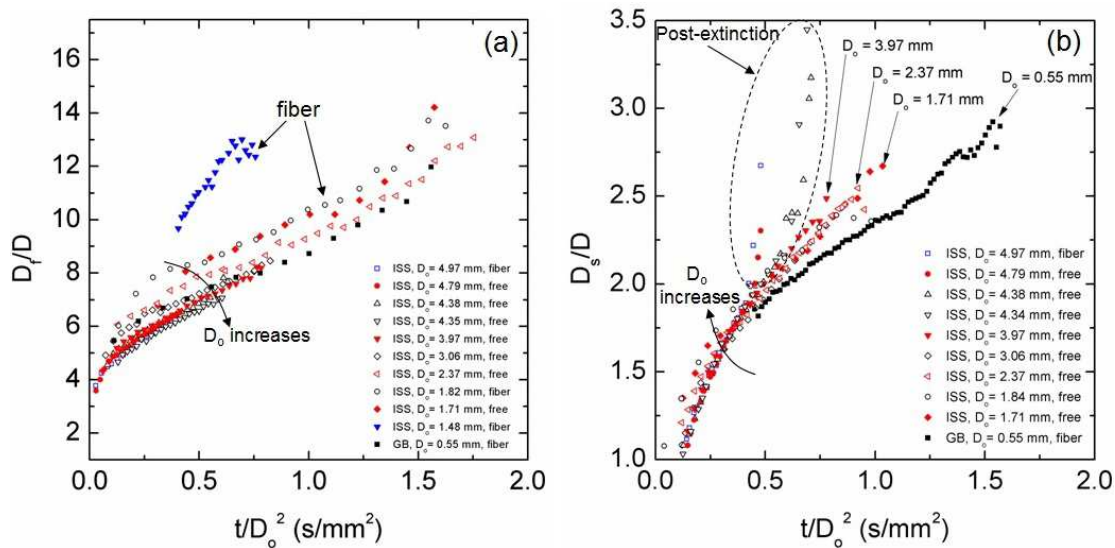 (a)
18
16
14
12
10
8
6
4
2
D_f/D
fiber
D_o increases
ISS, D_o = 4.97 mm, fiber
ISS, D_o = 4.79 mm, free
ISS, D_o = 4.38 mm, free
ISS, D_o = 4.35 mm, free
ISS, D_o = 3.97 mm, free
ISS, D_o = 3.06 mm, free
ISS, D_o = 2.37 mm, free
ISS, D_o = 1.82 mm, fiber
ISS, D_o = 1.71 mm, free
ISS, D_o = 1.48 mm, fiber
GB, D_o = 0.55 mm, fiber
0.0 0.5 1.0 1.5 2.0
t/D_o² (s/mm²)
(b)
3.5
3.0
2.5
2.0
1.5
1.0
D_s/D
Post-extinction
D_o = 3.97 mm
D_o = 2.37 mm
D_o = 1.71 mm
D_o = 0.55 mm
D_o
increases
ISS, D_o = 4.97 mm, fiber
ISS, D_o = 4.79 mm, free
ISS, D_o = 4.38 mm, free
ISS, D_o = 4.34 mm, free
ISS, D_o = 3.97 mm, free
ISS, D_o = 3.06 mm, free
ISS, D_o = 2.37 mm, free
ISS, D_o = 1.84 mm, free
ISS, D_o = 1.71 mm, free
GB, D_o = 0.55 mm, fiber
0.0 0.5 1.0 1.5 2.0
t/D_o² (s/mm²)